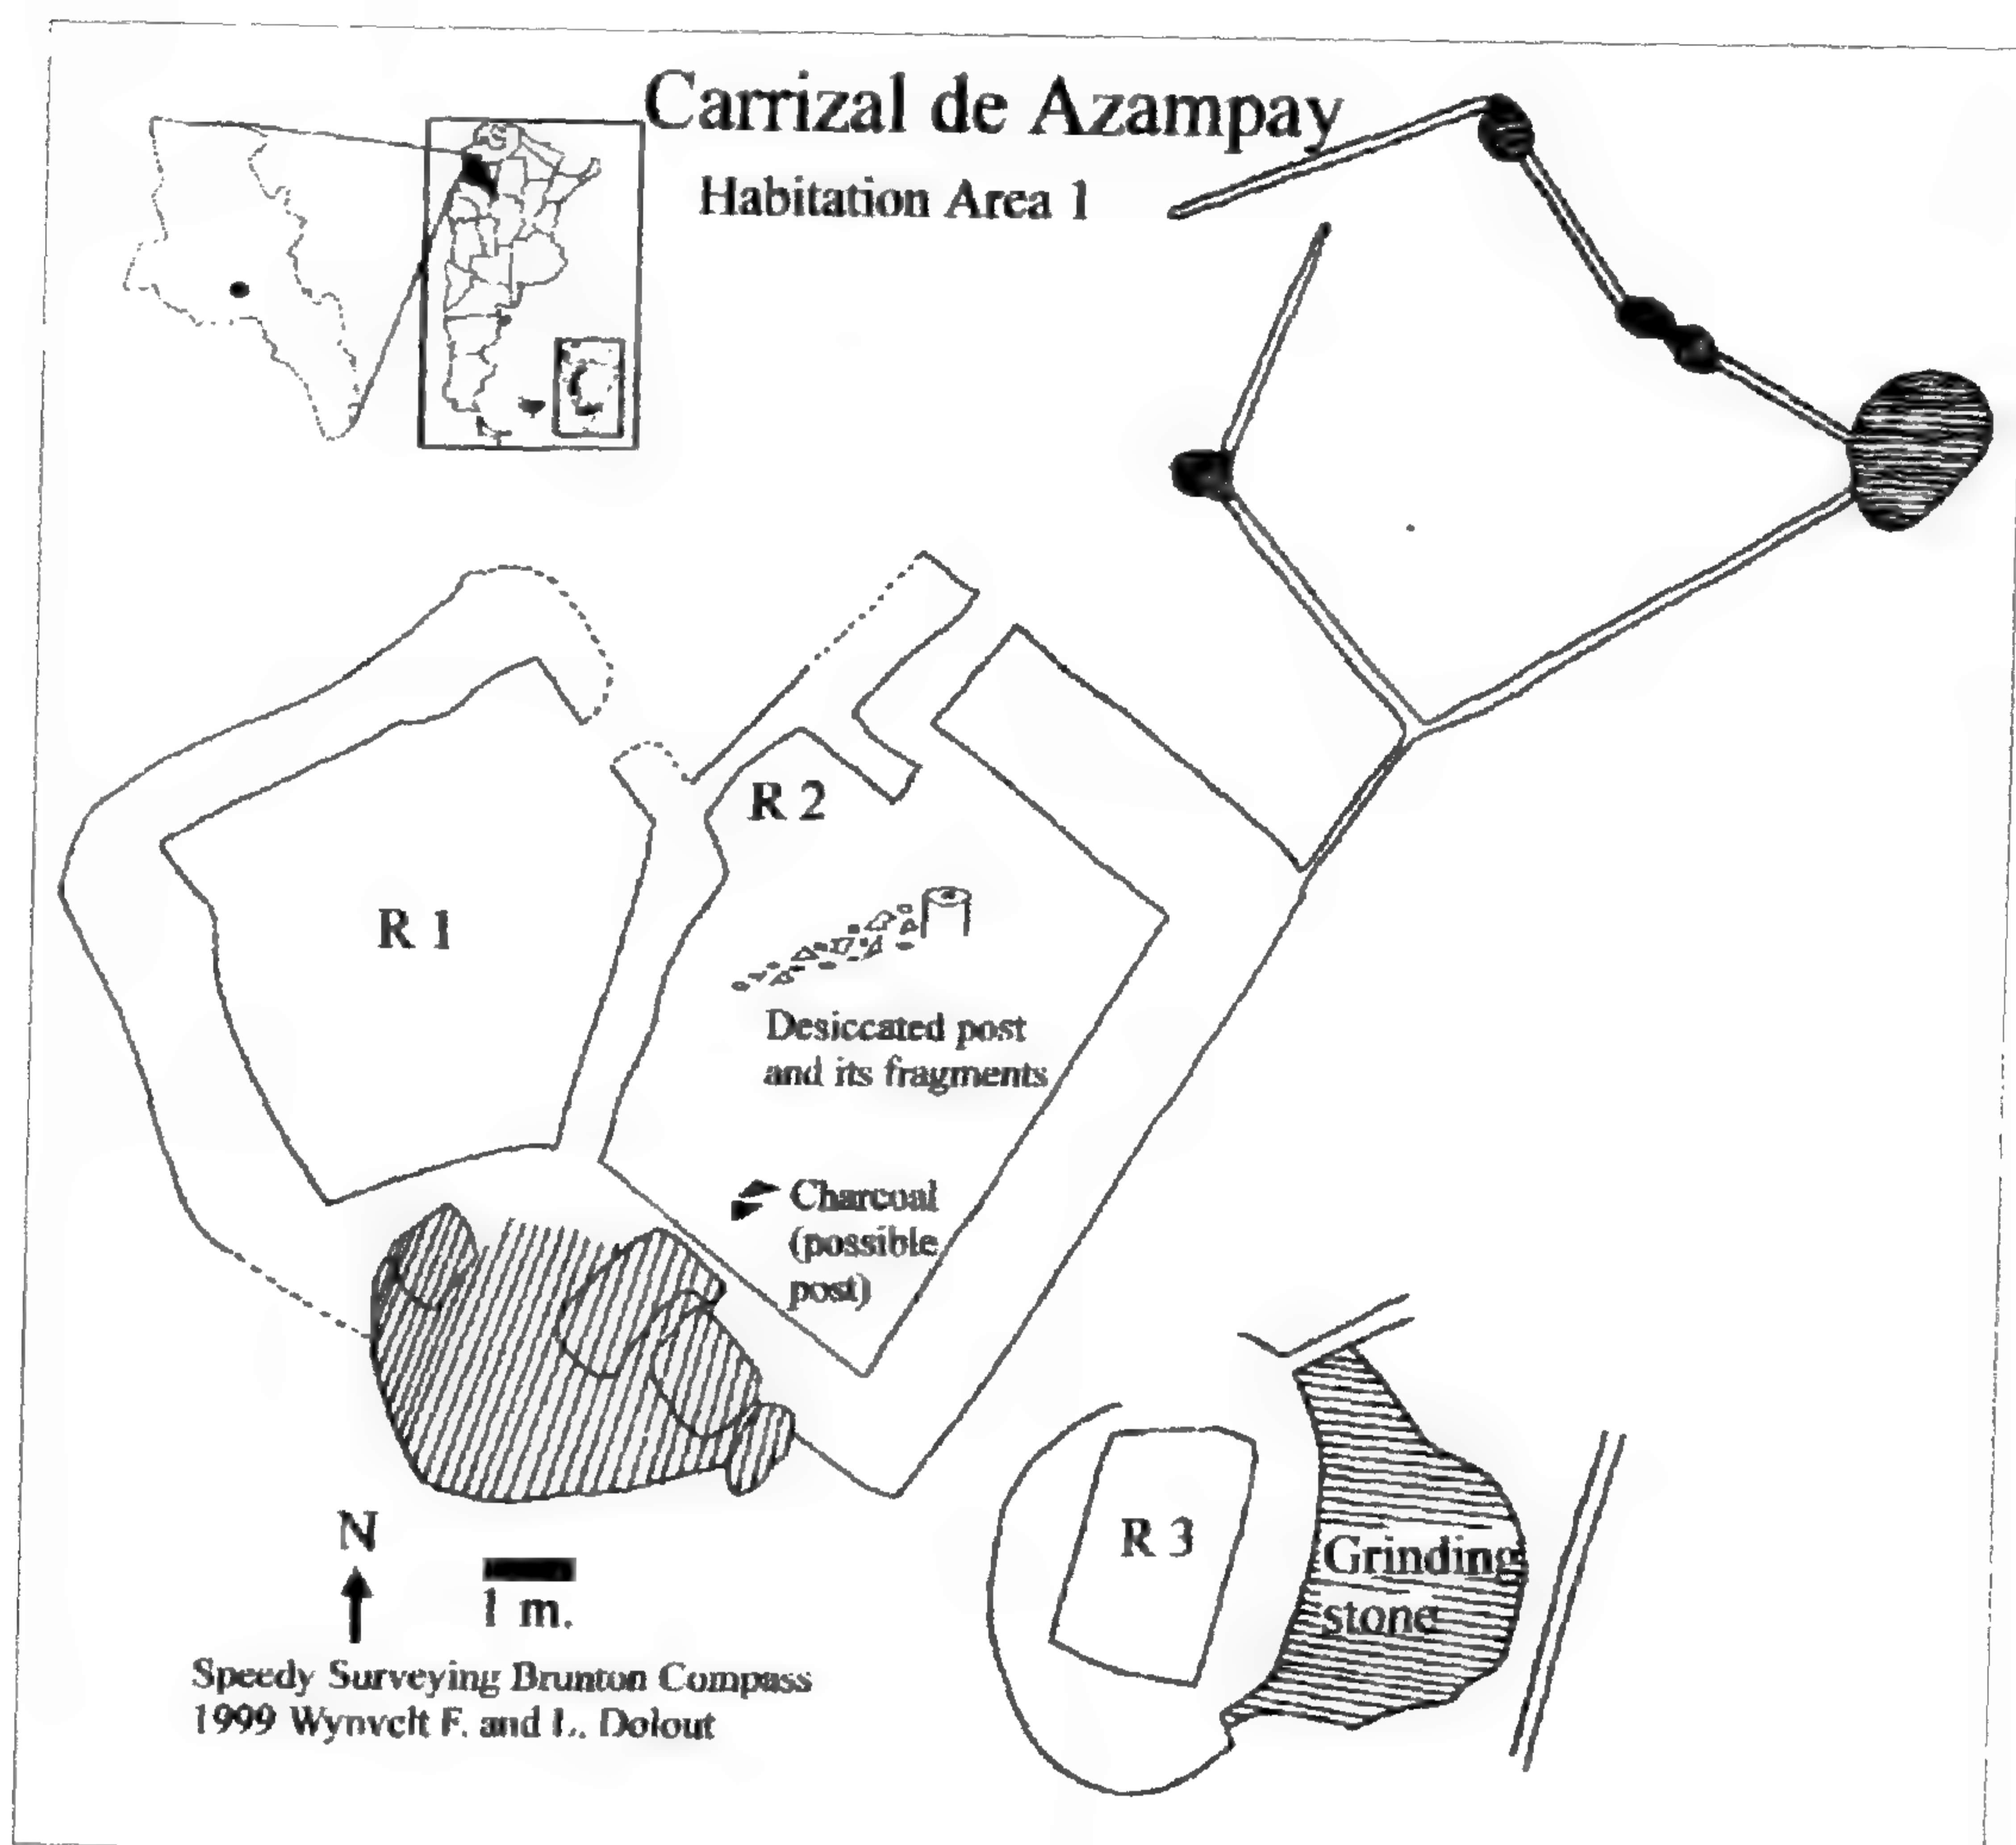 Carrizal de Azampay
Habitation Area 1
R 1
R 2
Desiccated post
and its fragments
Charcoal
(possible
post)
R 3
Grinding
stone
N
1 m.
Speedy Surveying Brunton Compass
1999 Wynvelt F. and L. Dolout